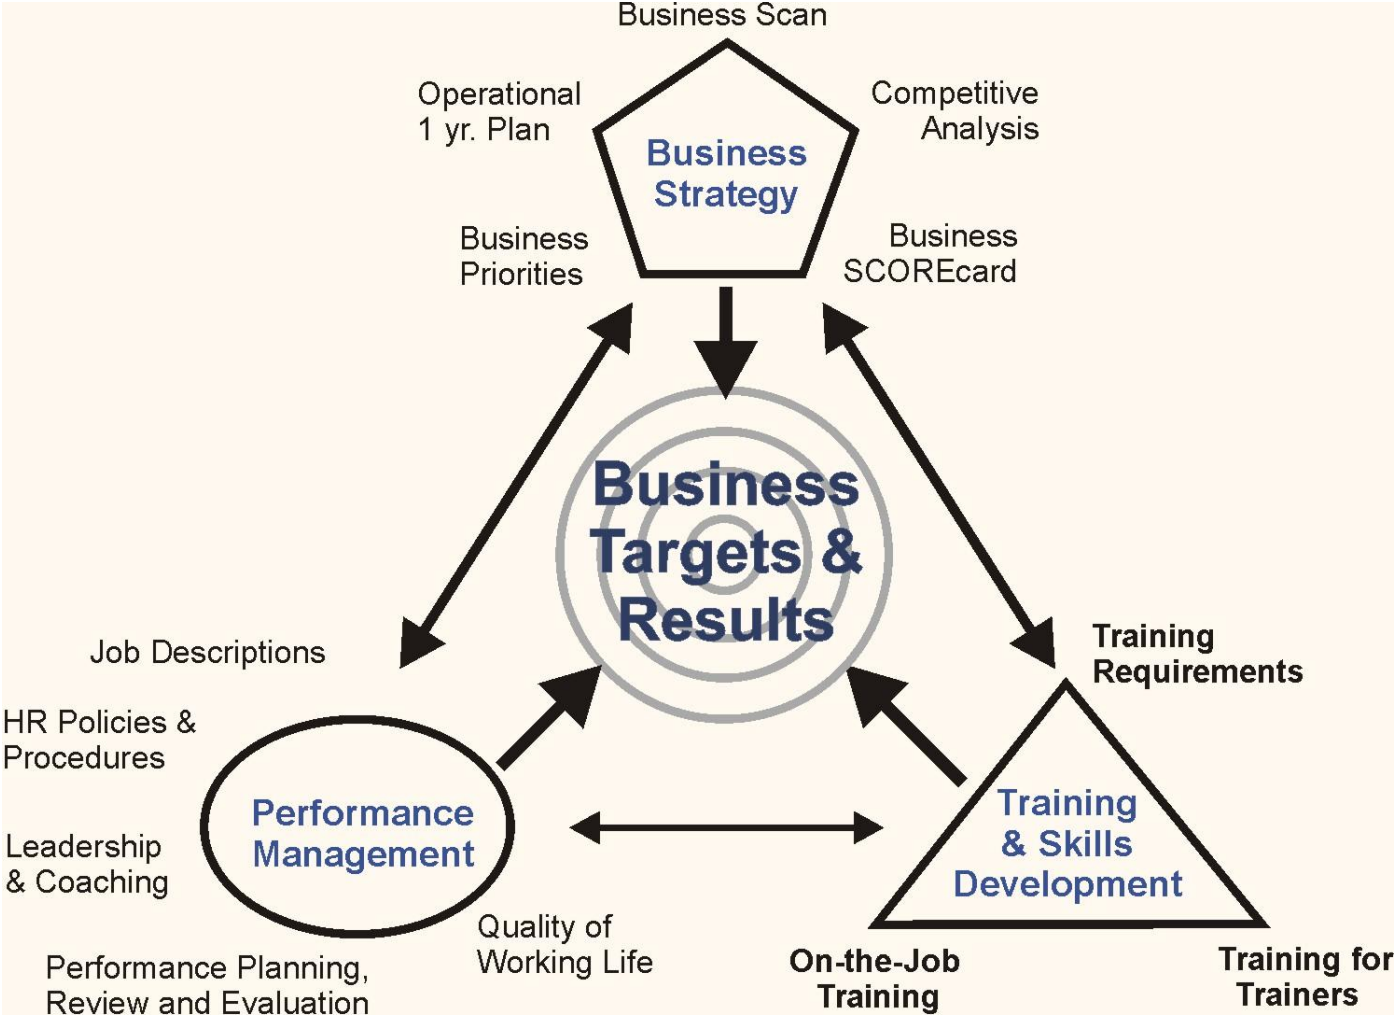 Business Scan
Operational
1 yr. Plan
Competitive
Analysis
Business
Strategy
Business
Priorities
Business
SCOREcard
Business
Targets &
Results
Job Descriptions
HR Policies &
Procedures
Leadership
& Coaching
Performance
Management
Performance Planning,
Review and Evaluation
Quality of
Working Life
Training
Requirements
Training
& Skills
Development
On-the-Job
Training
Training for
Trainers